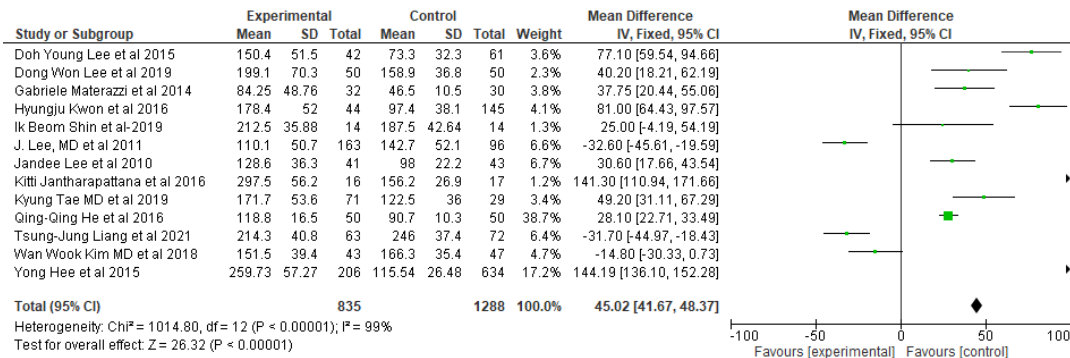 Experimental Control Mean Difference Mean Difference
Study or Subgroup Mean SD Total Mean SD Total Weight IV, Fixed, 95% CI IV, Fixed, 95% CI
Doh Young Lee et al 2015 150.4 51.5 42 73.3 32.3 61 3.6% 77.10 [59.54, 94.66]
Dong Won Lee et al 2019 199.1 70.3 50 158.9 36.8 50 2.3% 40.20 [18.21, 62.19]
Gabriele Materazzi et al 2014 84.25 48.76 32 46.5 10.5 30 3.8% 37.75 [20.44, 55.06]
Hyungju Kwon et al 2016 178.4 52 44 97.4 38.1 145 4.1% 81.00 [64.43, 97.57]
Ik Beom Shin et al-2019 212.5 35.88 14 187.5 42.64 14 1.3% 25.00 [-4.19, 54.19]
J. Lee, MD et al 2011 110.1 50.7 163 142.7 52.1 96 6.6% -32.60 [-45.61, -19.59]
Jandee Lee et al 2010 128.6 36.3 41 98 22.2 43 6.7% 30.60 [17.66, 43.54]
Kitti Jantharapattana et al 2016 297.5 56.2 16 156.2 26.9 17 1.2% 141.30 [110.94, 171.66]
Kyung Tae MD et al 2019 171.7 53.6 71 122.5 36 29 3.4% 49.20 [31.11, 67.29]
Qing-Qing He et al 2016 118.8 16.5 50 90.7 10.3 50 38.7% 28.10 [22.71, 33.49]
Tsung-Jung Liang et al 2021 214.3 40.8 63 246 37.4 72 6.4% -31.70 [-44.97, -18.43]
Wan Wook Kim MD et al 2018 151.5 39.4 43 166.3 35.4 47 4.7% -14.80 [-30.33, 0.73]
Yong Hee et al 2015 259.73 57.27 206 115.54 26.48 634 17.2% 144.19 [136.10, 152.28]
Total (95% CI) 835 1288 100.0% 45.02 [41.67, 48.37]
Heterogeneity: Chi² = 1014.80, df = 12 (P < 0.00001); I² = 99%
Test for overall effect: Z = 26.32 (P < 0.00001)
-100 -50 0 50 100
Favours [experimental] Favours [control]